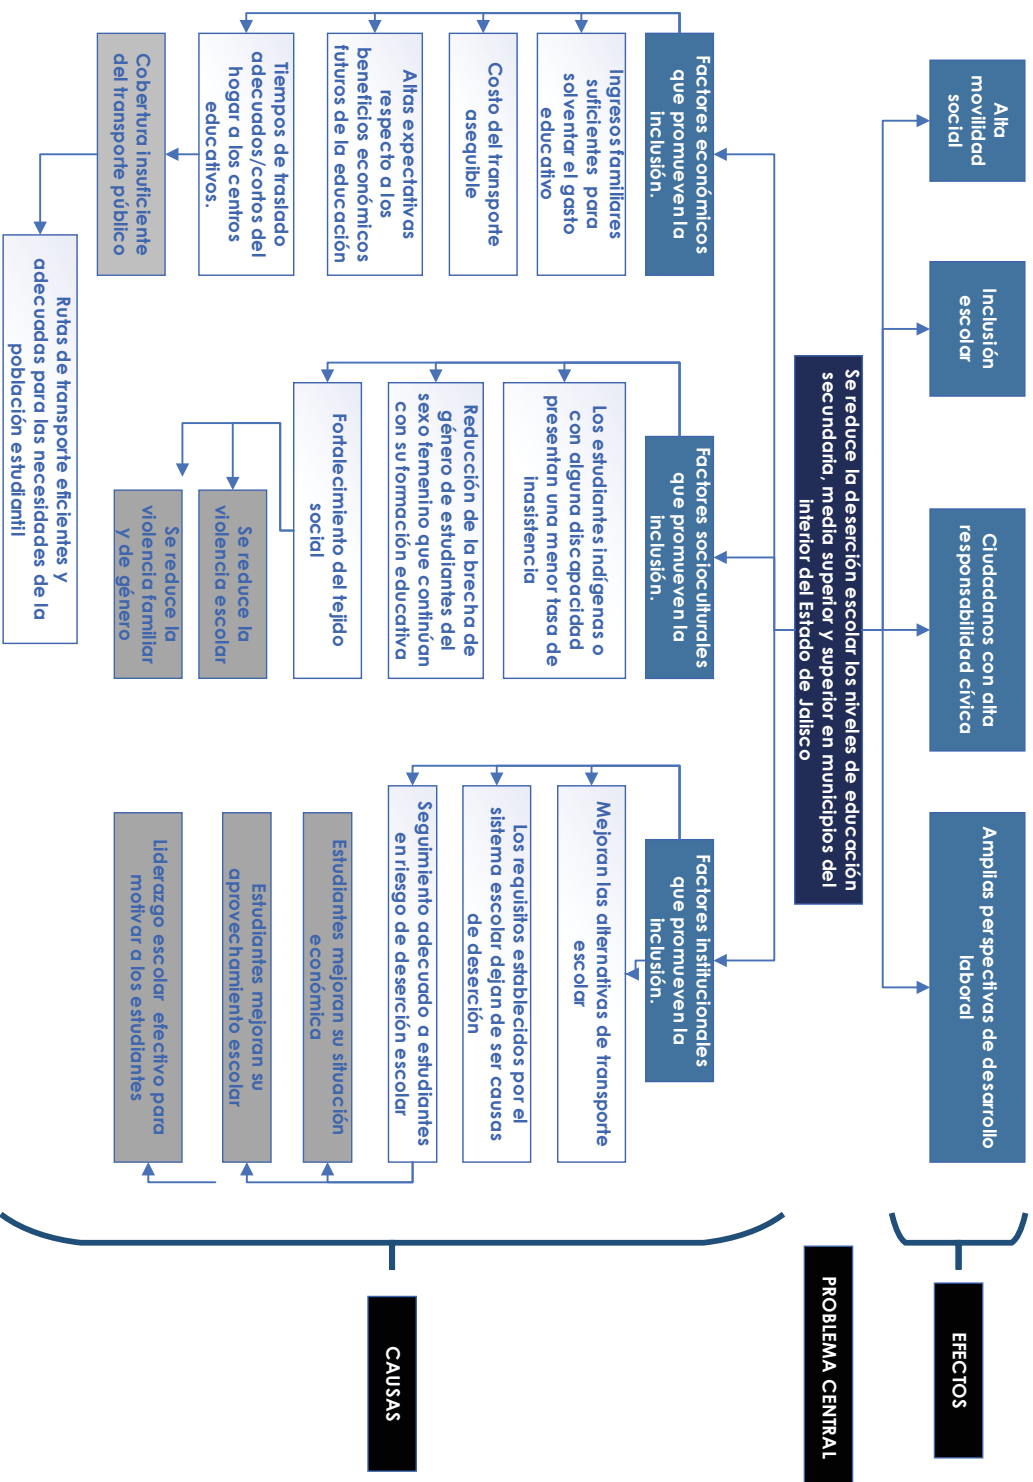 Alta
movilidad
social
Inclusión
escolar
Ciudadanos con alta
responsabilidad cívica
Amplias perspectivas de desarrollo
laboral
EFECTOS
Se reduce la deserción escolar los niveles de educación
secundaria, media superior y superior en municipios del
interior del Estado de Jalisco
PROBLEMA CENTRAL
Factores económicos
que promueven la
inclusión.
Ingresos familiares
suficientes para
solventar el gasto
educativo
Costo del transporte
asequible
Altas expectativas
respecto a los
beneficios económicos
futuros de la educación
Tiempos de traslado
adecuados/cortos del
hogar a los centros
educativos.
Cobertura insuficiente
del transporte público
Rutas de transporte eficientes y
adecuadas para las necesidades de la
población estudiantil
Factores socioculturales
que promueven la
inclusión.
Los estudiantes indígenas o
con alguna discapacidad
presentan una menor tasa de
inasistencia
Reducción de la brecha de
género de estudiantes del
sexo femenino que continúan
con su formación educativa
Fortalecimiento del tejido
social
Se reduce la
violencia escolar
Se reduce la
violencia familiar
y de género
Factores institucionales
que promueven la
inclusión.
Mejoran las alternativas de transporte
escolar
Los requisitos establecidos por el
sistema escolar dejan de ser causas
de deserción
Seguimiento adecuado a estudiantes
en riesgo de deserción escolar
Estudiantes mejoran su situación
económica
Estudiantes mejoran su
aprovechamiento escolar
Liderazgo escolar efectivo para
motivar a los estudiantes
CAUSAS